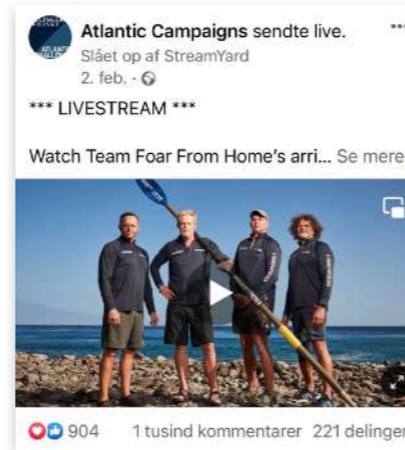 Atlantic Campaigns sendte live.
Slået op af StreamYard
2. feb.
*** LIVESTREAM ***
Watch Team Foar From Home's arri... Se mere
904 1 tusind kommentarer 221 delinger